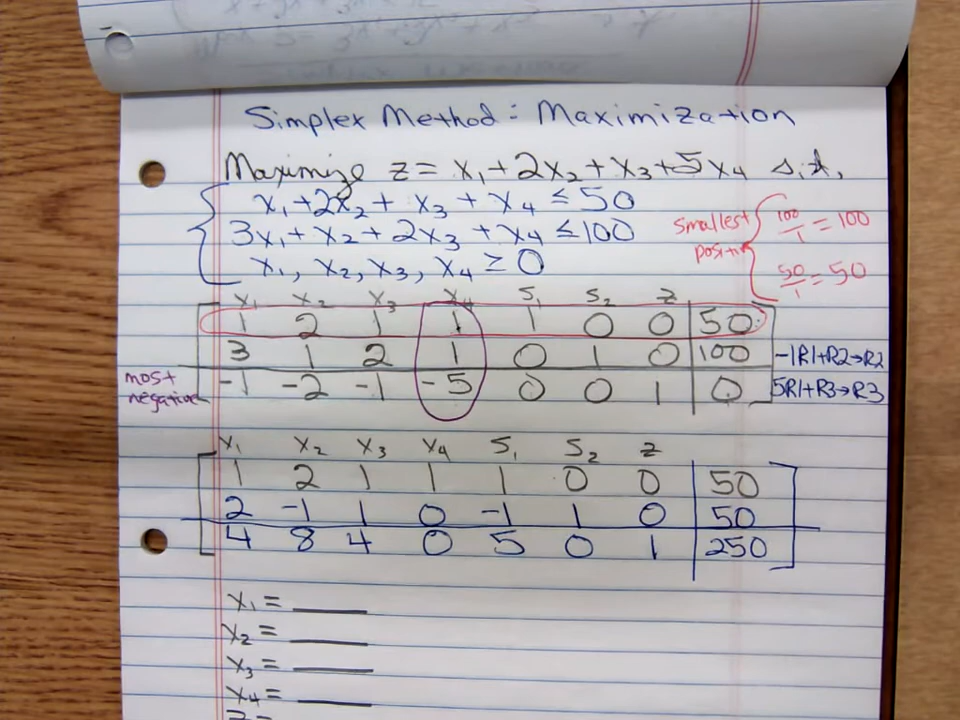 Simplex Method: Maximization
Maximize z = x₁+2x₂+x₃+5x₄ s.t.
x₁+2x₂+ x₃+x₄ ≤50
3x₁+x₂+2x₃+x₄ ≤100
x₁, x₂, x₃, x₄ ≥ 0
smallest positive
100/1 = 100
50/1 = 50
x₁ x₂ x₃ x₄ S₁ S₂ z
1 2 1 1 1 0 0 50
3 1 2 1 0 1 0 100 -1R1+R2→R2
most negative
-1 -2 -1 -5 0 0 1 0 5R1+R3→R3
x₁ x₂ x₃ x₄ S₁ S₂ z
1 2 1 1 1 0 0 50
2 -1 1 0 -1 1 0 50
4 8 4 0 5 0 1 250
x₁ = ____
x₂ = ____
x₃ = ____
x₄ = ____